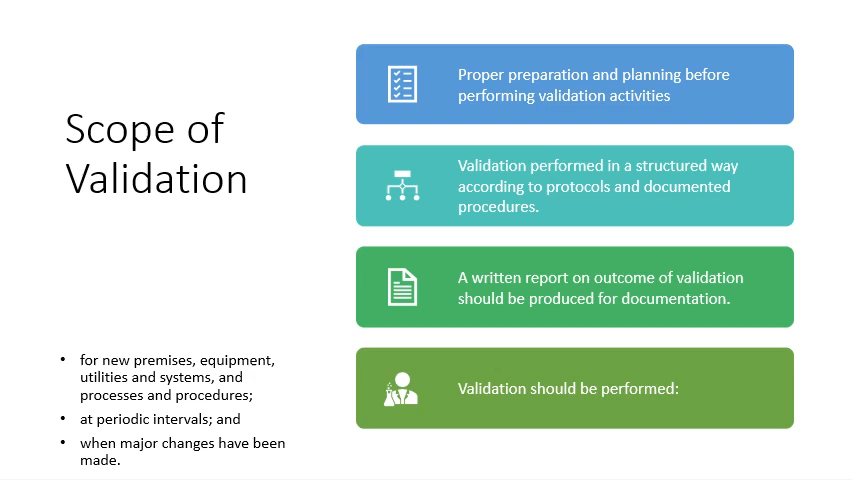 Scope of
Validation
Proper preparation and planning before
performing validation activities
Validation performed in a structured way
according to protocols and documented
procedures.
A written report on outcome of validation
should be produced for documentation.
Validation should be performed:
• for new premises, equipment,
utilities and systems, and
processes and procedures;
• at periodic intervals; and
• when major changes have been
made.